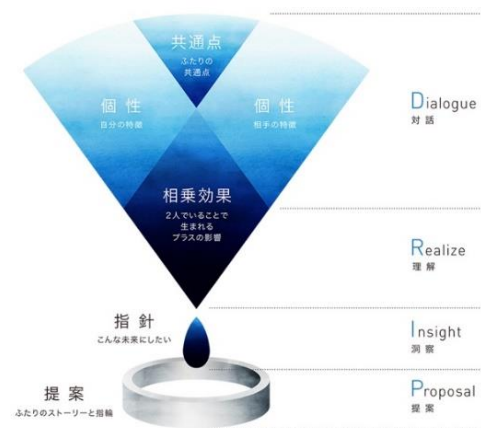 共通点
ふたりの
共通点
個性
自分の特徴
個性
相手の特徴
Dialogue
対話
相乗効果
2人でいることで
生まれる
プラスの影響
Realize
理解
指針
こんな未来にしたい
Insight
洞察
提案
ふたりのストーリーと指輪
Proposal
提案